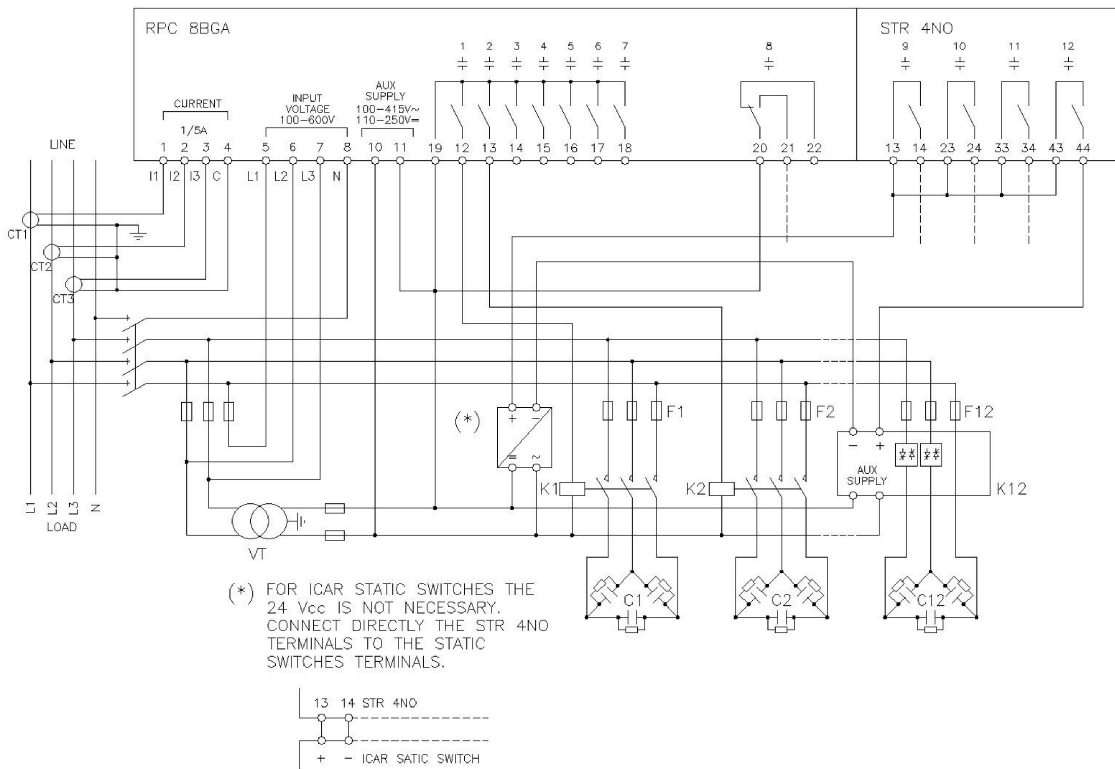 RPC 8BGA
STR 4NO
1 2 3 4 5 6 7 8 9 10 11 12
CURRENT
1/5A
INPUT
VOLTAGE
100-600V
AUX
SUPPLY
100-415V~
110-250V=
LINE
1 2 3 4 5 6 7 8 10 11 19 12 13 14 15 16 17 18 20 21 22 13 14 23 24 33 34 43 44
I1 I2 I3 C L1 L2 L3 N
CT1
CT2
CT3
(*)
+ −
= ~
F1
F2
F12
− +
AUX
SUPPLY
K1
K2
K12
L1 L2 L3 N
LOAD
VT
C1
C2
C12
(*) FOR ICAR STATIC SWITCHES THE
24 Vcc IS NOT NECESSARY.
CONNECT DIRECTLY THE STR 4NO
TERMINALS TO THE STATIC
SWITCHES TERMINALS.
13 14 STR 4NO
+ − ICAR SATIC SWITCH